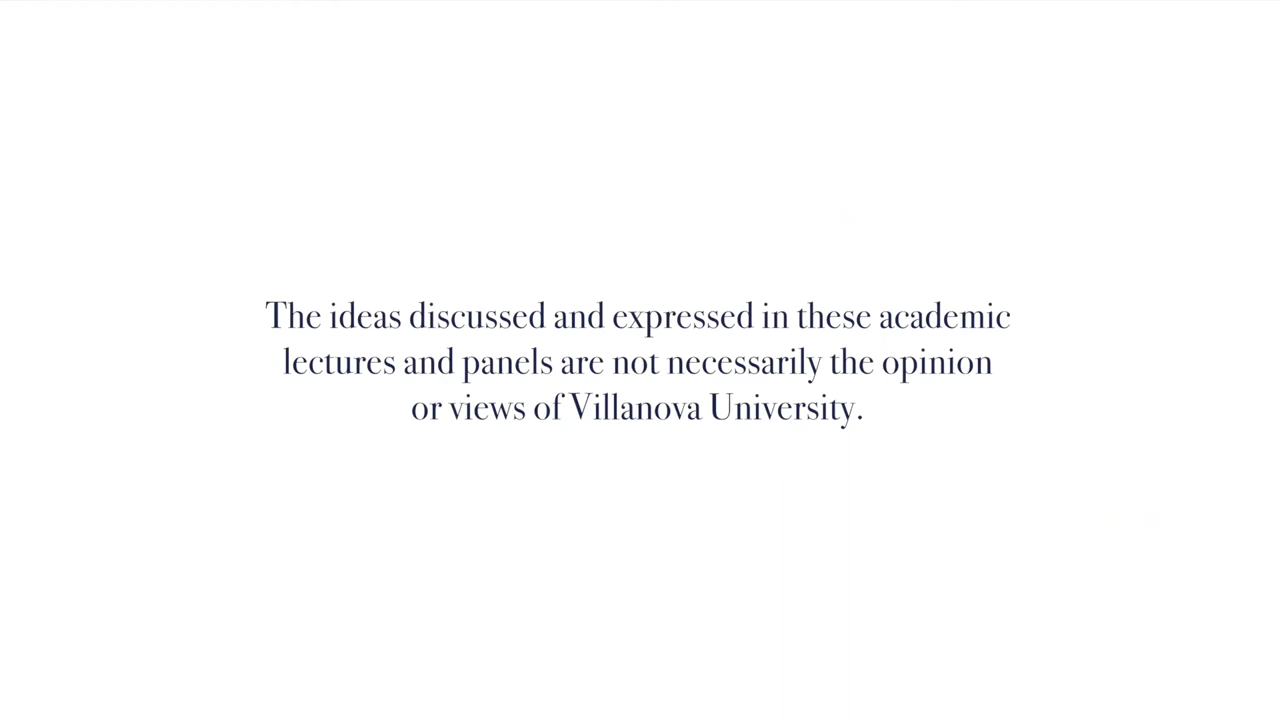 The ideas discussed and expressed in these academic
lectures and panels are not necessarily the opinion
or views of Villanova University.